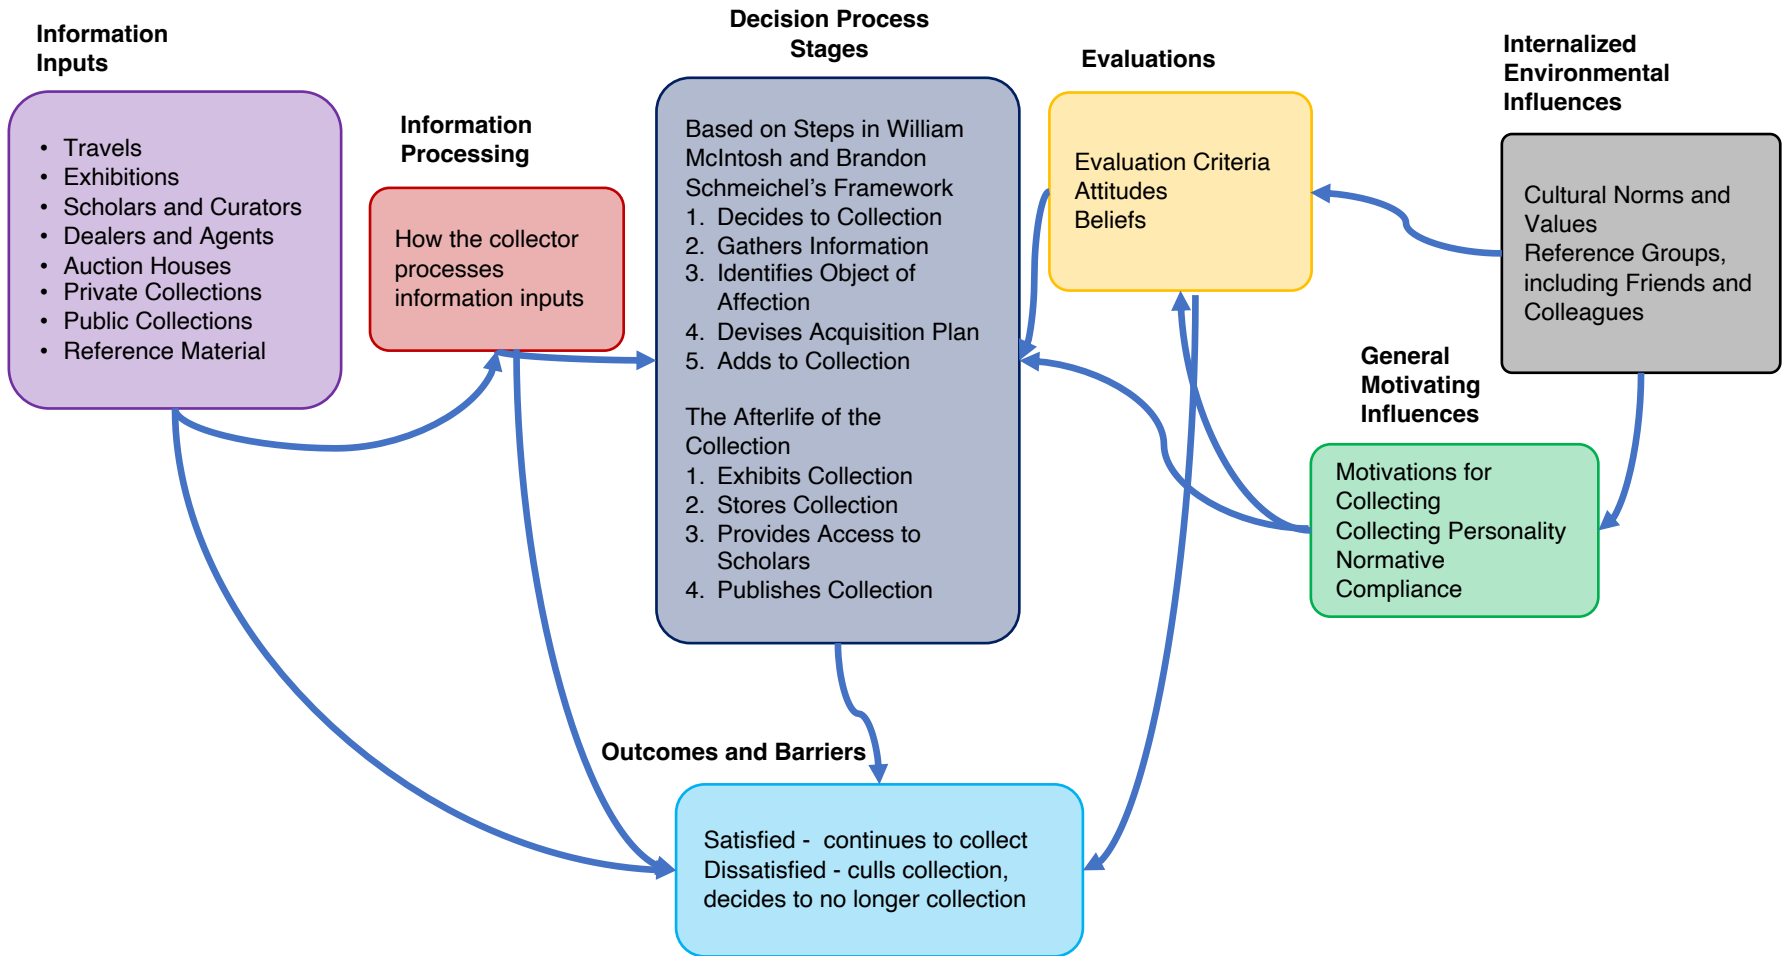 Information
Inputs
• Travels
• Exhibitions
• Scholars and Curators
• Dealers and Agents
• Auction Houses
• Private Collections
• Public Collections
• Reference Material
Information
Processing
How the collector
processes
information inputs
Decision Process
Stages
Based on Steps in William
McIntosh and Brandon
Schmeichel's Framework
1. Decides to Collection
2. Gathers Information
3. Identifies Object of
Affection
4. Devises Acquisition Plan
5. Adds to Collection
The Afterlife of the
Collection
1. Exhibits Collection
2. Stores Collection
3. Provides Access to
Scholars
4. Publishes Collection
Evaluations
Evaluation Criteria
Attitudes
Beliefs
Internalized
Environmental
Influences
Cultural Norms and
Values
Reference Groups,
including Friends and
Colleagues
General
Motivating
Influences
Motivations for
Collecting
Collecting Personality
Normative
Compliance
Outcomes and Barriers
Satisfied -  continues to collect
Dissatisfied - culls collection,
decides to no longer collection